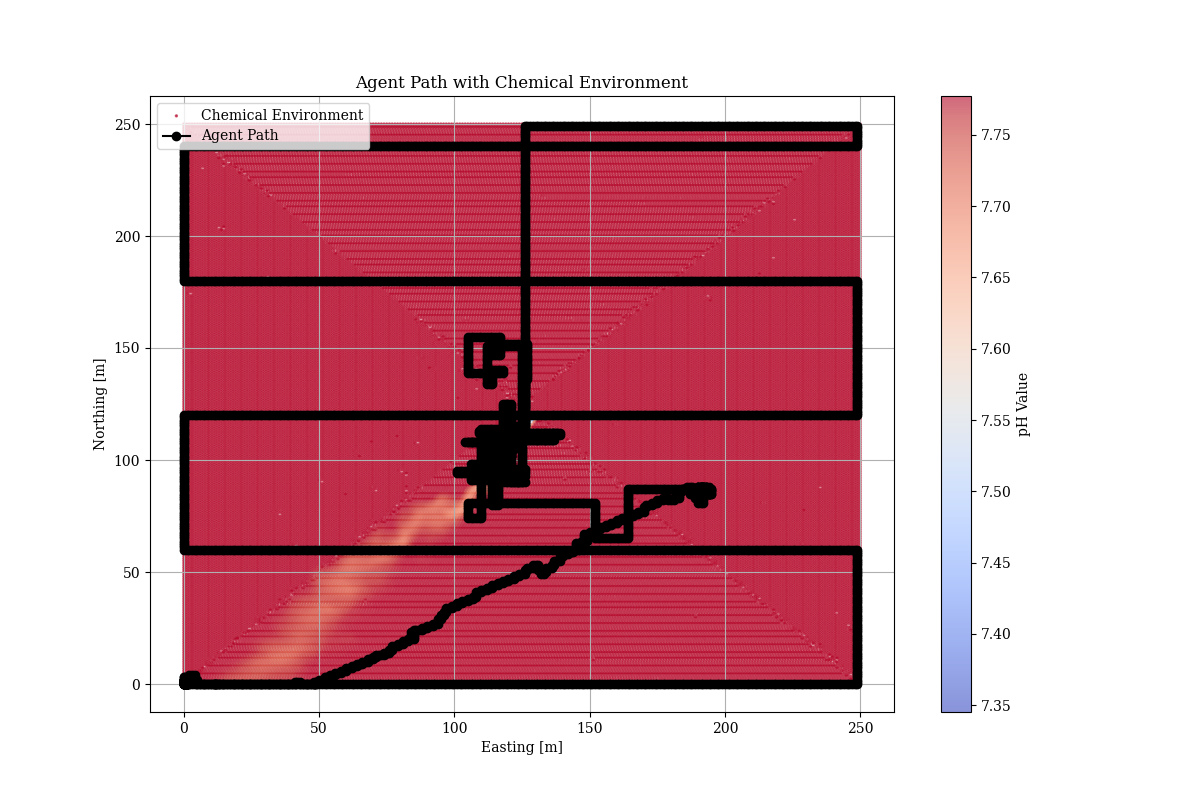 Agent Path with Chemical Environment
Chemical Environment
Agent Path
250
200
150
100
50
0
Northing [m]
0 50 100 150 200 250
Easting [m]
7.75
7.70
7.65
7.60
7.55
7.50
7.45
7.40
7.35
pH Value